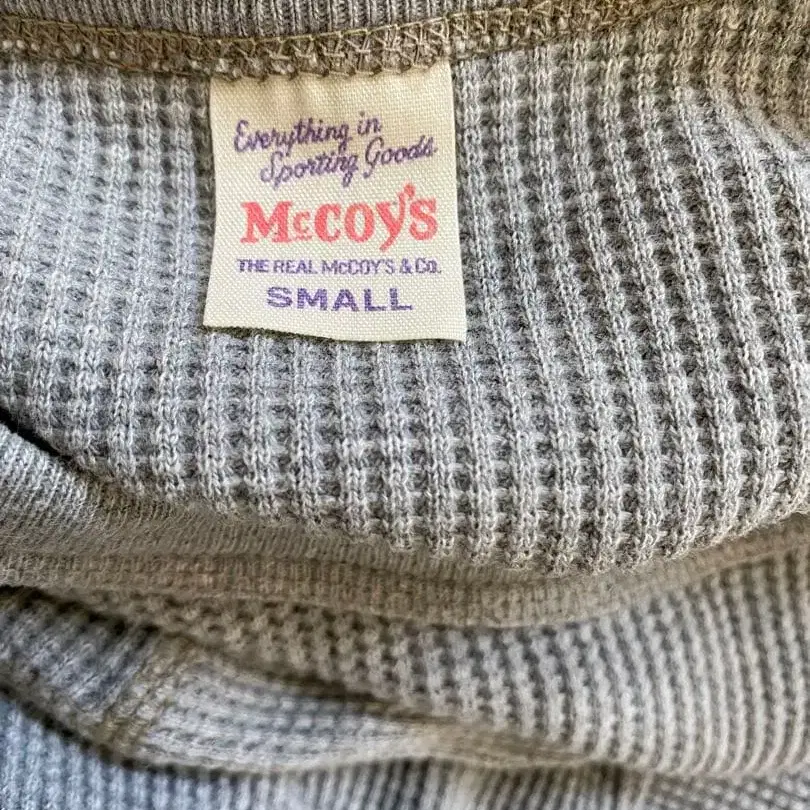 Everything in
Sporting Goods
McCOY'S
THE REAL McCOY'S & Co.
SMALL